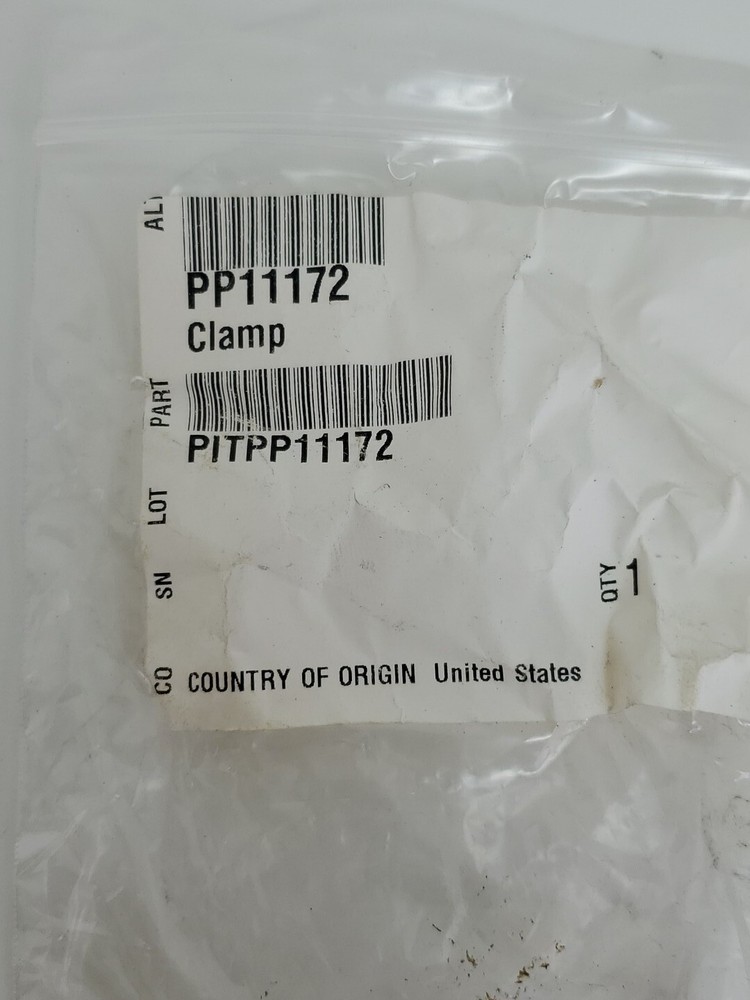 ALT
PP11172
Clamp
PART
PITPP11172
LOT
SN
QTY 1
CO COUNTRY OF ORIGIN United States